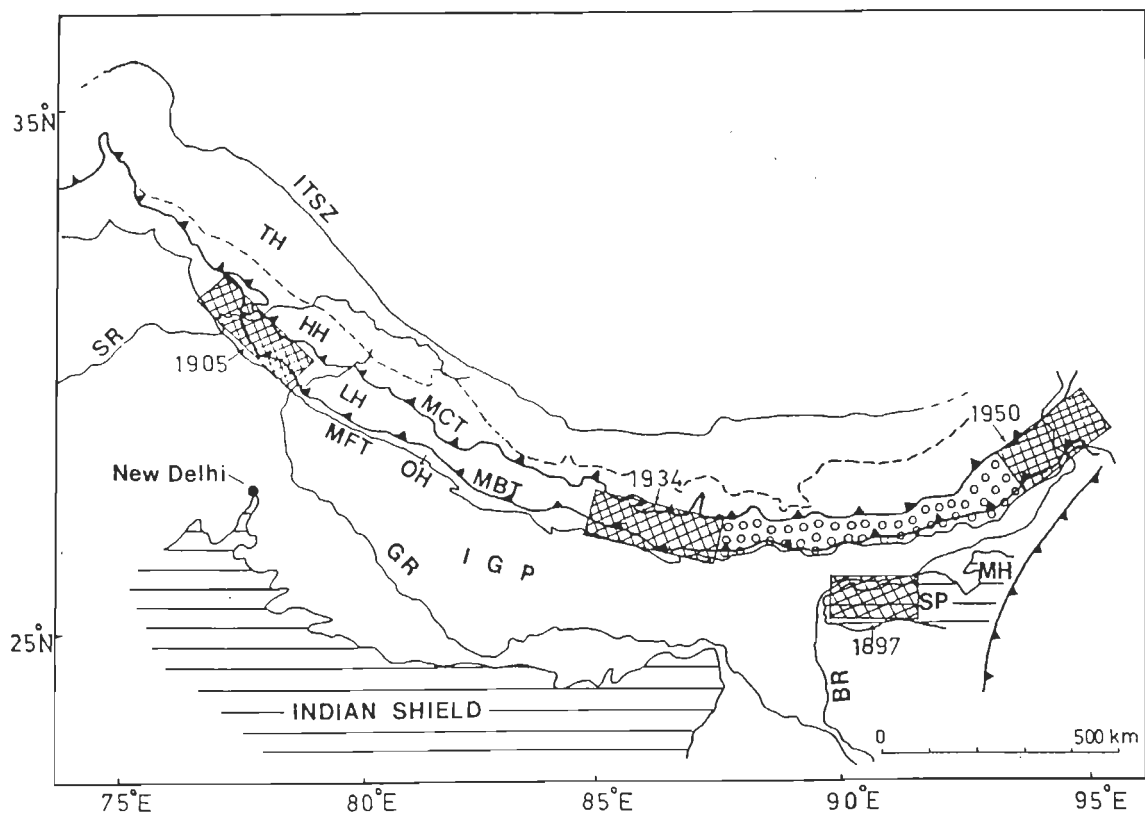 35°N
ITSZ
TH
HH
SR
1905
LH
MCT
MFT
OH
MBT
1950
New Delhi
1934
GR
I G P
MH
SP
25°N
1897
BR
INDIAN SHIELD
0 500 km
75°E 80°E 85°E 90°E 95°E